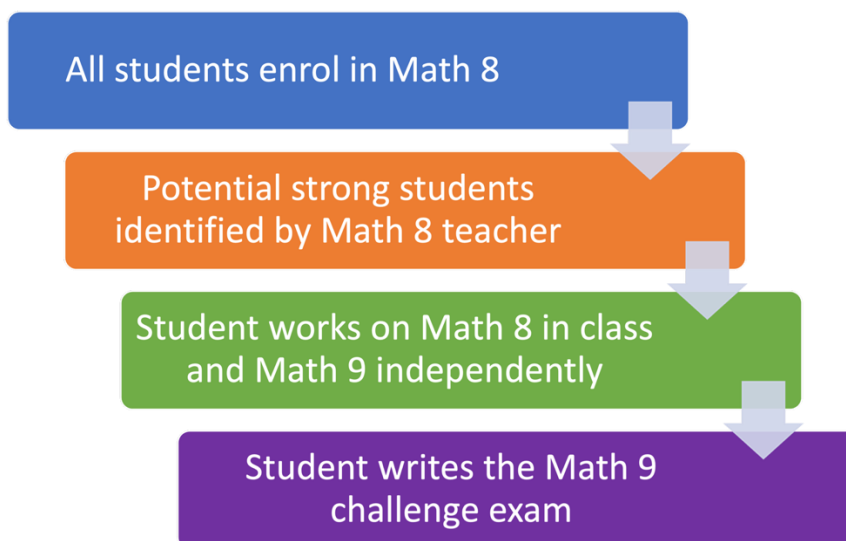 All students enrol in Math 8
Potential strong students
identified by Math 8 teacher
Student works on Math 8 in class
and Math 9 independently
Student writes the Math 9
challenge exam